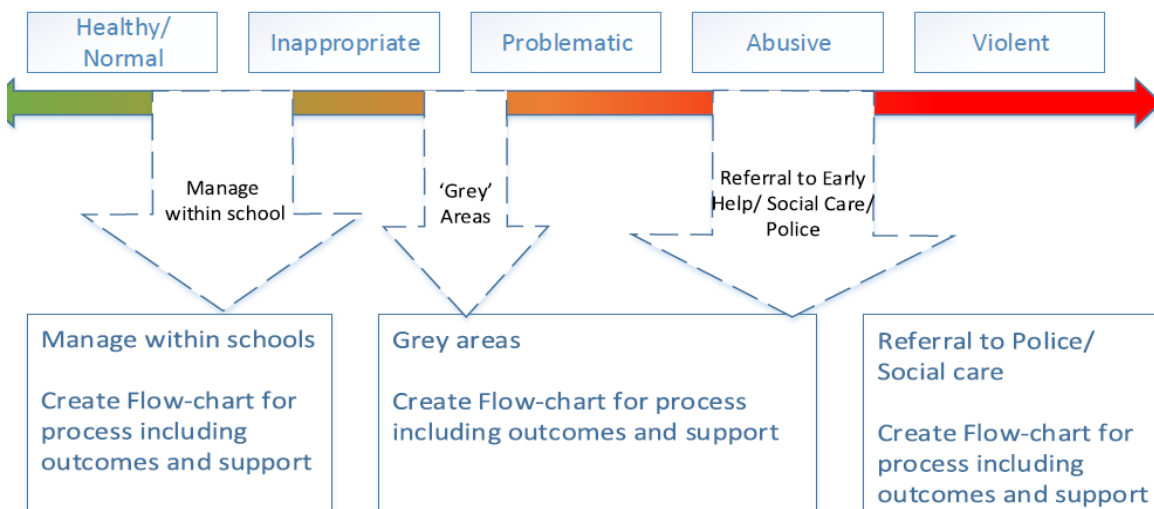 Healthy/
Normal
Inappropriate
Problematic
Abusive
Violent
Manage
within school
‘Grey’
Areas
Referral to Early
Help/ Social Care/
Police
Manage within schools
Create Flow-chart for
process including
outcomes and support
Grey areas
Create Flow-chart for process
including outcomes and support
Referral to Police/
Social care
Create Flow-chart for
process including
outcomes and support